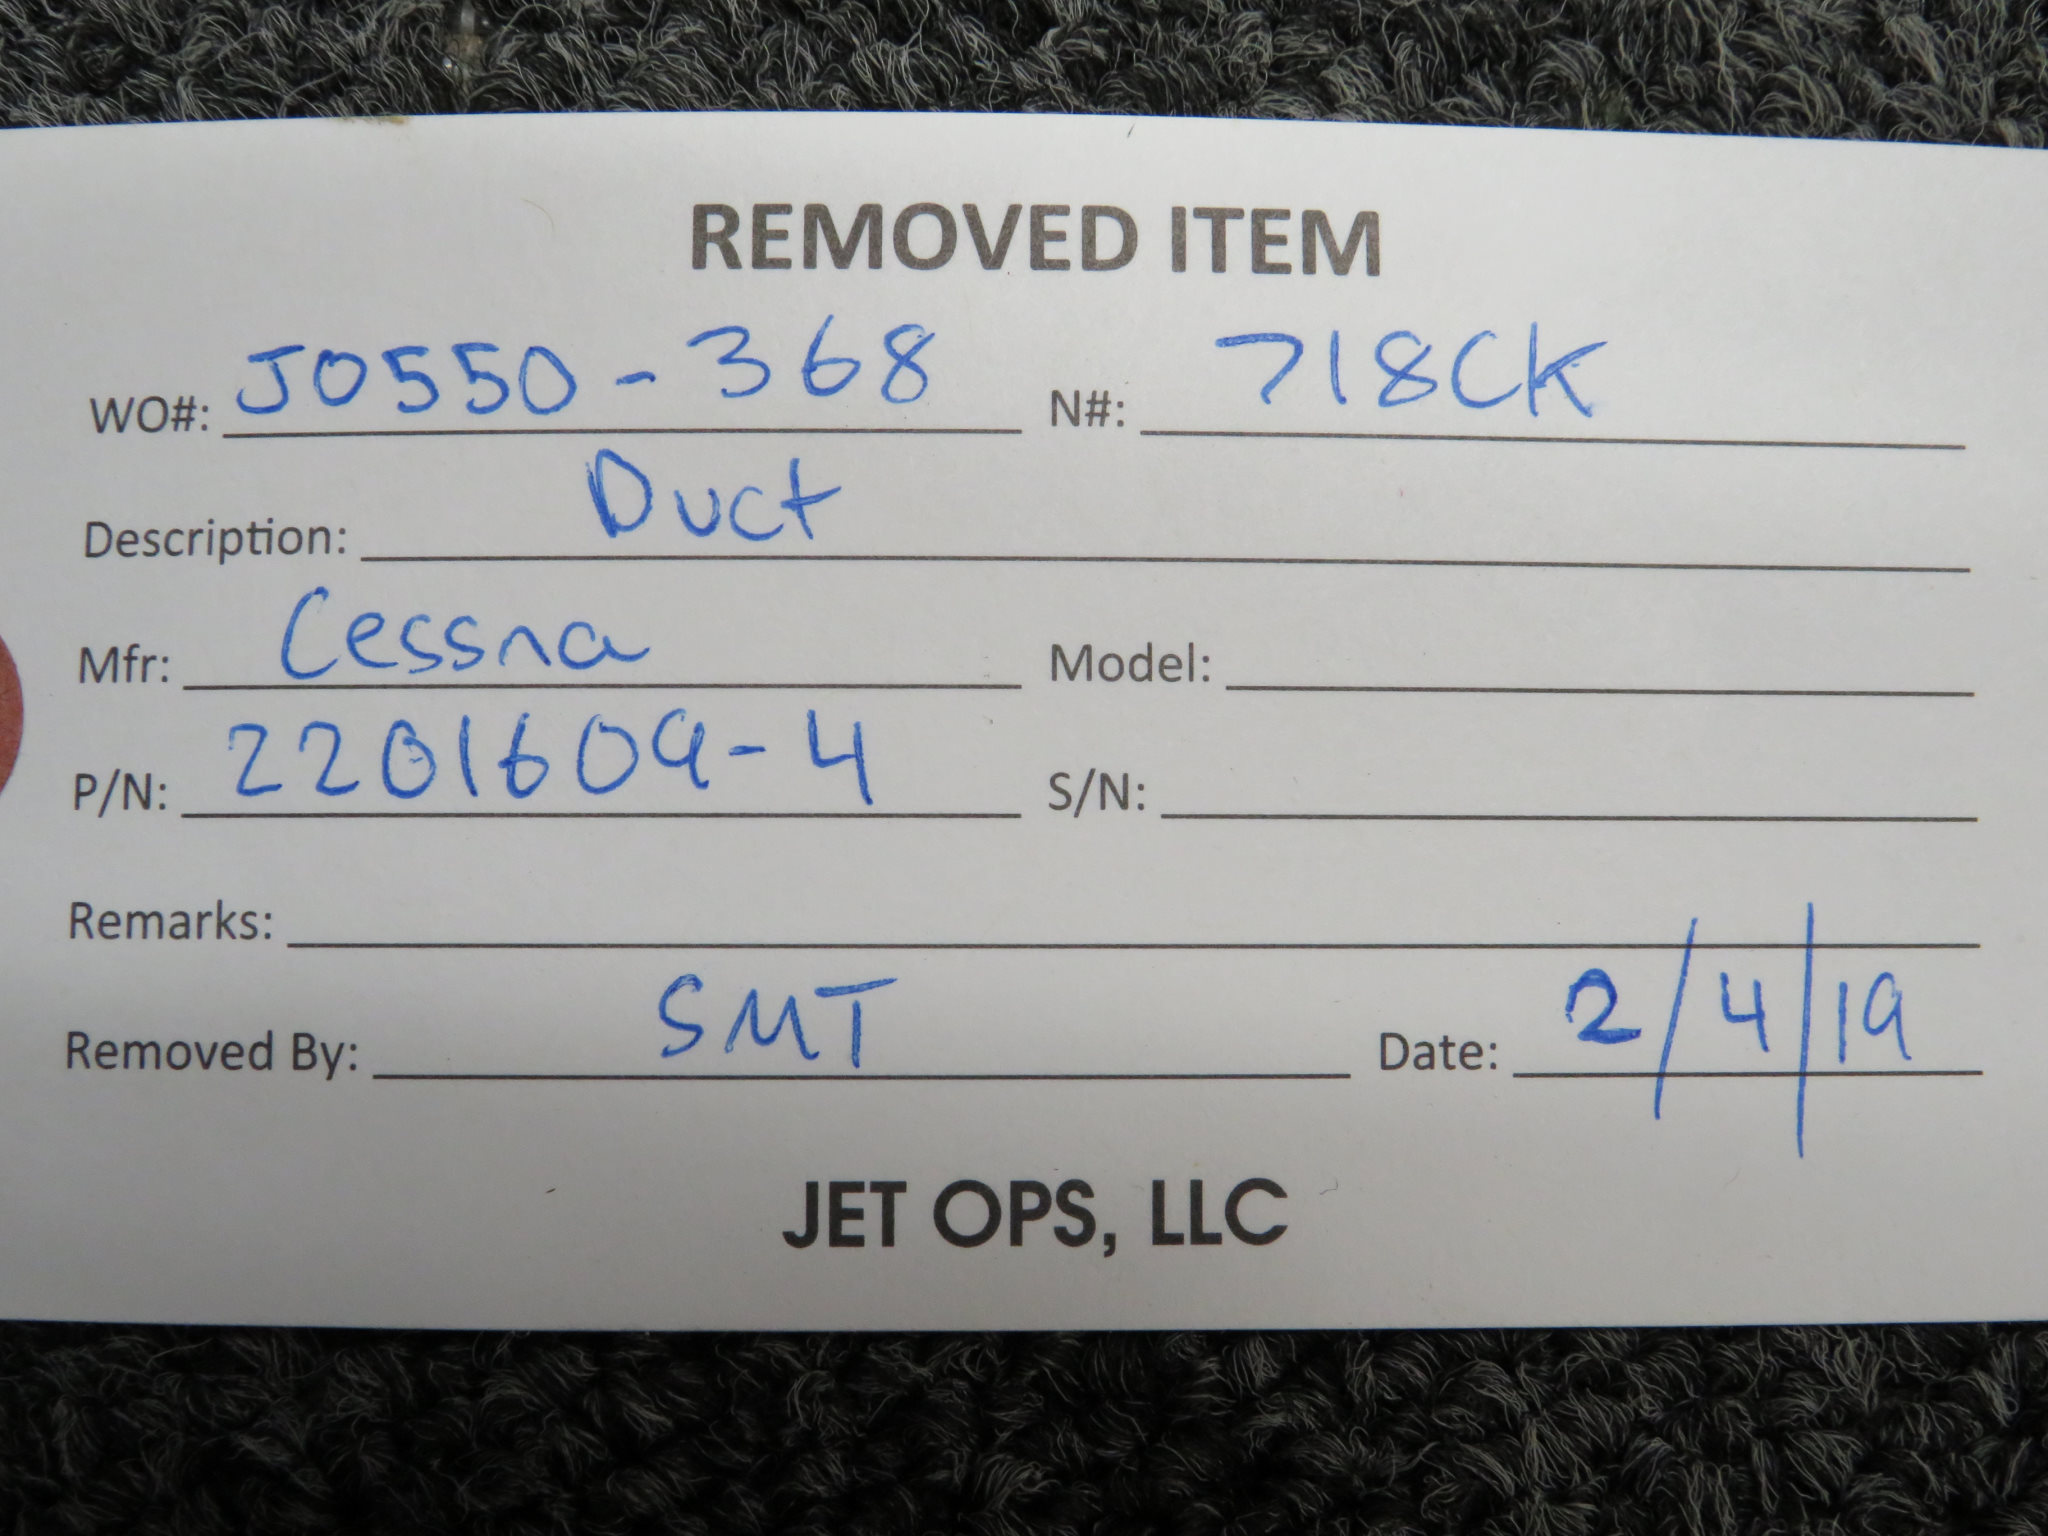 REMOVED ITEM
WO#: JO550-368 N#: 718CK
Description: Duct
Mfr: Cessna Model:
P/N: 2201609-4 S/N:
Remarks:
Removed By: SMT Date: 2/4/19
JET OPS, LLC